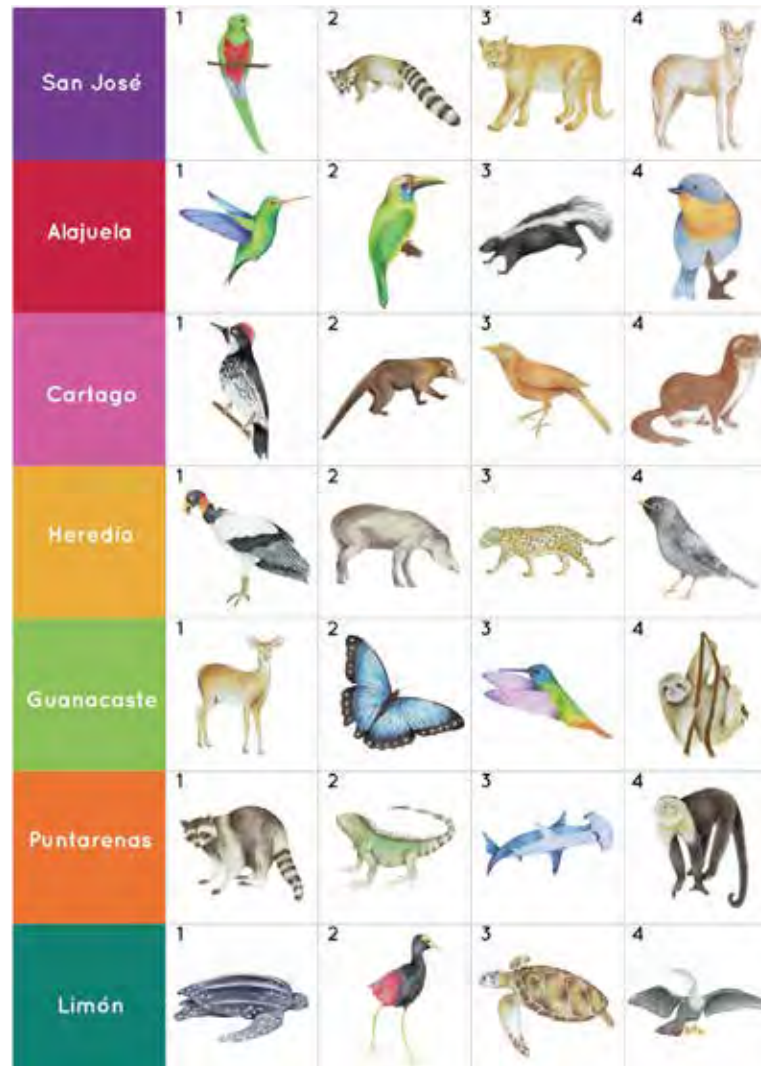 1 2 3 4
San José
1 2 3 4
Alajuela
1 2 3 4
Cartago
1 2 3 4
Heredia
1 2 3 4
Guanacaste
1 2 3 4
Puntarenas
1 2 3 4
Limón